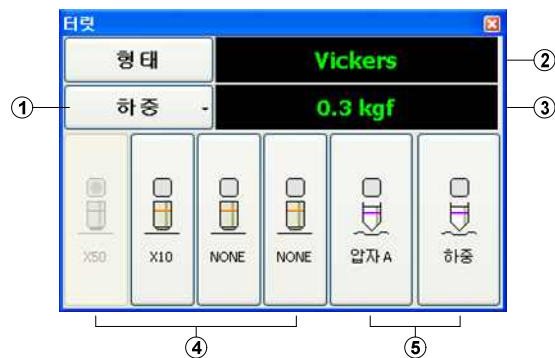 터릿
형태 Vickers ②
① 하중 - 0.3 kgf ③
X50 X10 NONE NONE 압자 A 하중
④ ⑤